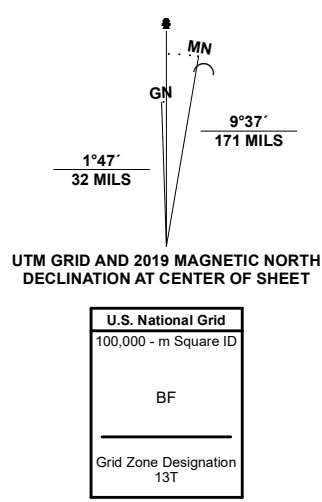 MN
GN
9°37´
171 MILS
1°47´
32 MILS
UTM GRID AND 2019 MAGNETIC NORTH
DECLINATION AT CENTER OF SHEET
U.S. National Grid
100,000 - m Square ID
BF
Grid Zone Designation
13T